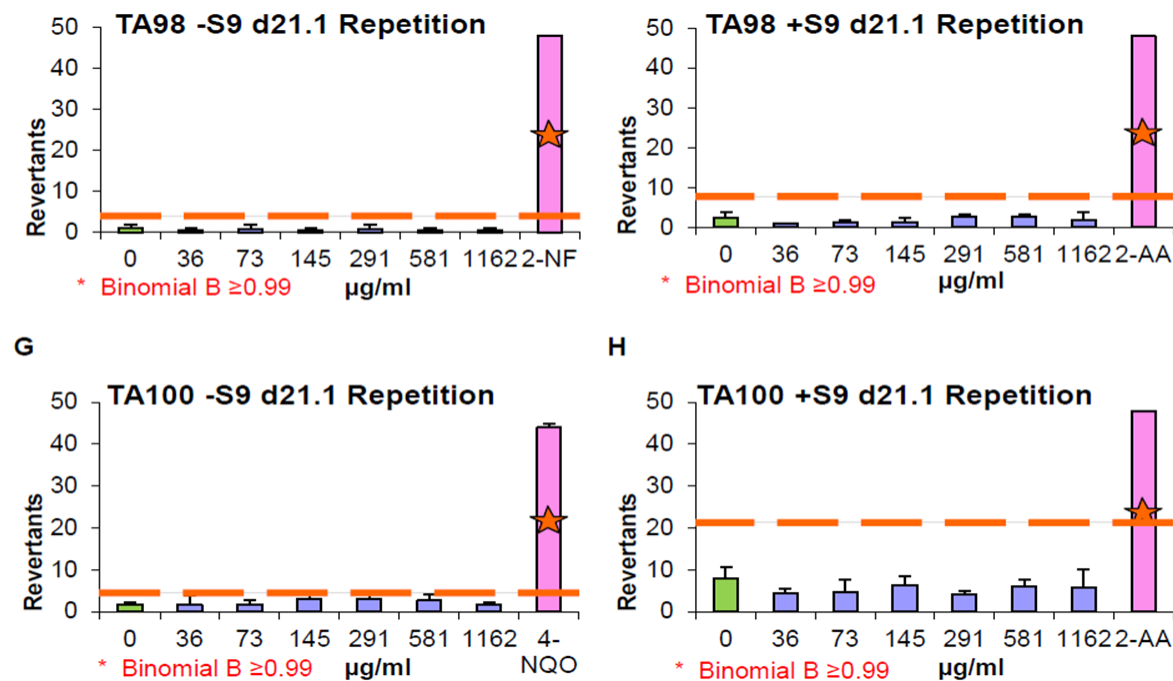 TA98 -S9 d21.1 Repetition
50
40
30
20
10
0
Revertants
0 36 73 145 291 581 1162 2-NF
* Binomial B ≥0.99 µg/ml
TA98 +S9 d21.1 Repetition
50
40
30
20
10
0
Revertants
0 36 73 145 291 581 1162 2-AA
* Binomial B ≥0.99 µg/ml
G
TA100 -S9 d21.1 Repetition
50
40
30
20
10
0
Revertants
0 36 73 145 291 581 1162 4-
NQO
* Binomial B ≥0.99 µg/ml
H
TA100 +S9 d21.1 Repetition
50
40
30
20
10
0
Revertants
0 36 73 145 291 581 1162 2-AA
* Binomial B ≥0.99 µg/ml